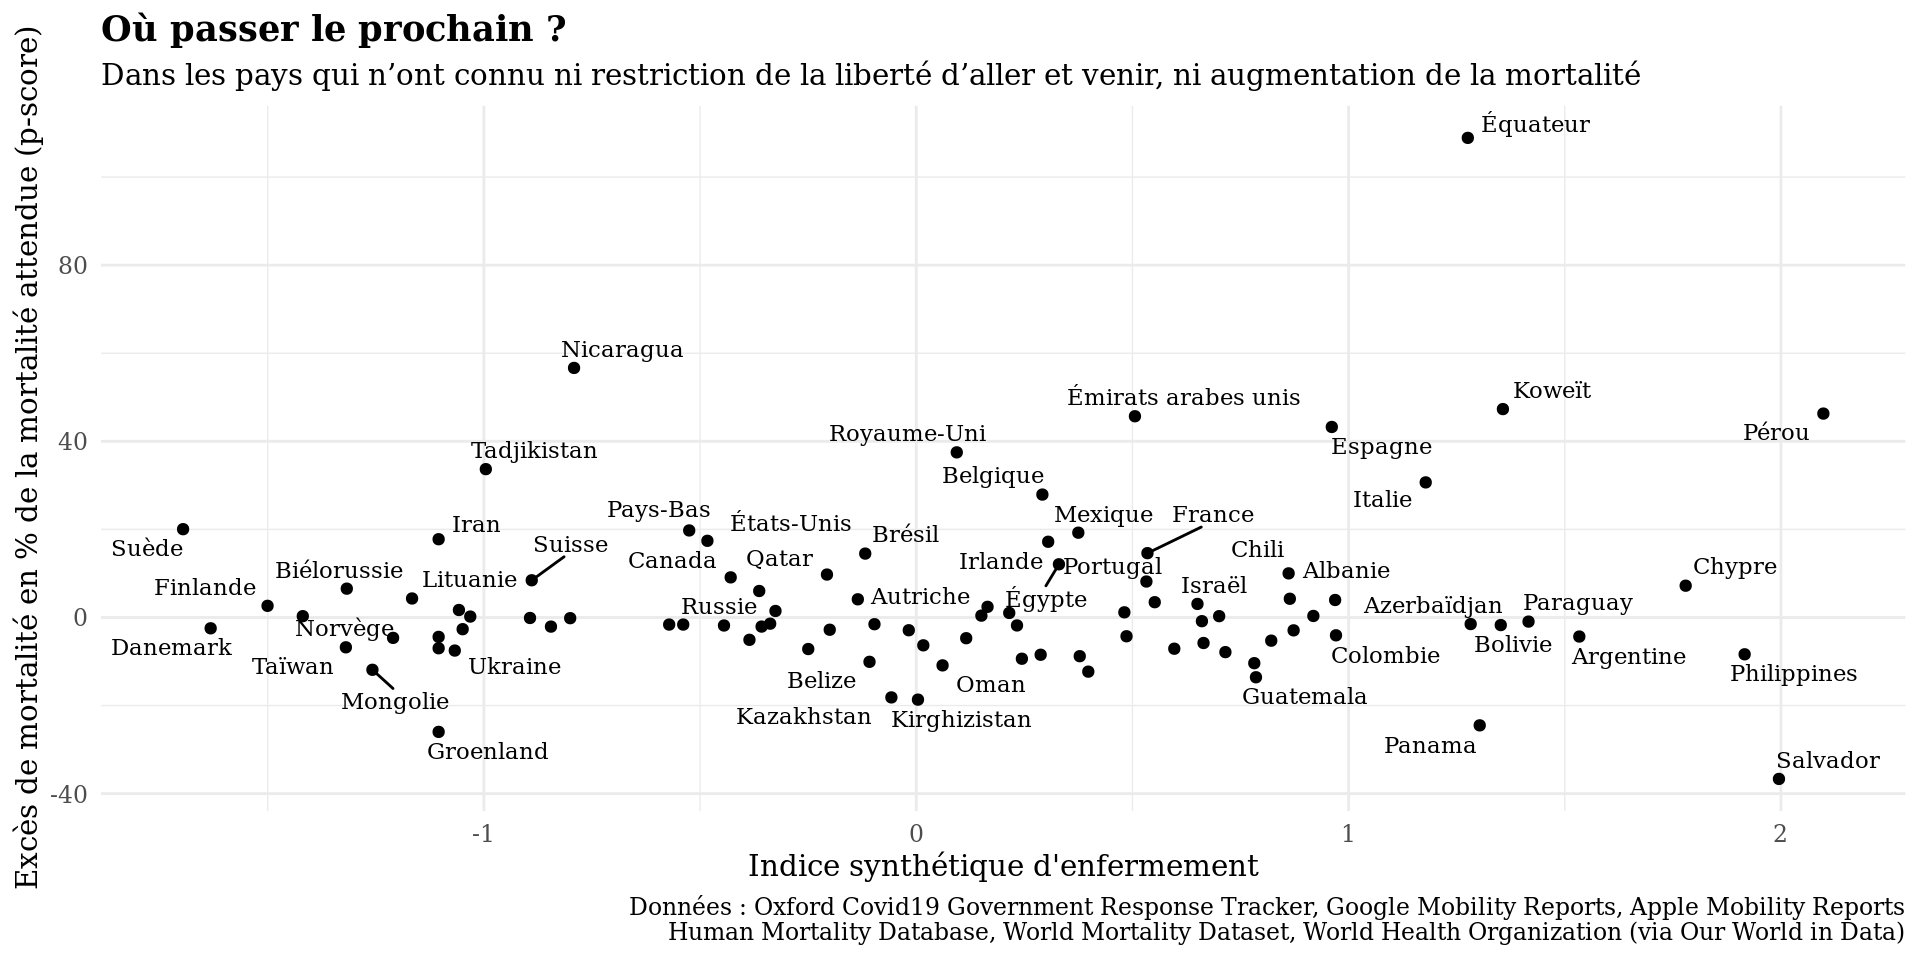 Où passer le prochain ?
Dans les pays qui n’ont connu ni restriction de la liberté d’aller et venir, ni augmentation de la mortalité
Excès de mortalité en % de la mortalité attendue (p-score)
Équateur
80
Nicaragua
Koweït
Émirats arabes unis
Royaume-Uni
Pérou
40
Espagne
Tadjikistan
Belgique
Italie
Pays-Bas
Mexique
France
Iran
États-Unis
Brésil
Suède
Suisse
Chili
Canada
Qatar
Irlande
Portugal
Chypre
Biélorussie
Albanie
Lituanie
Finlande
Israël
Autriche
Égypte
Russie
Azerbaïdjan
Paraguay
0
Norvège
Danemark
Bolivie
Colombie
Argentine
Taïwan
Ukraine
Philippines
Belize
Oman
Mongolie
Guatemala
Kazakhstan
Kirghizistan
Groenland
Panama
Salvador
-40
-1
0
1
2
Indice synthétique d'enfermement
Données : Oxford Covid19 Government Response Tracker, Google Mobility Reports, Apple Mobility Reports
Human Mortality Database, World Mortality Dataset, World Health Organization (via Our World in Data)